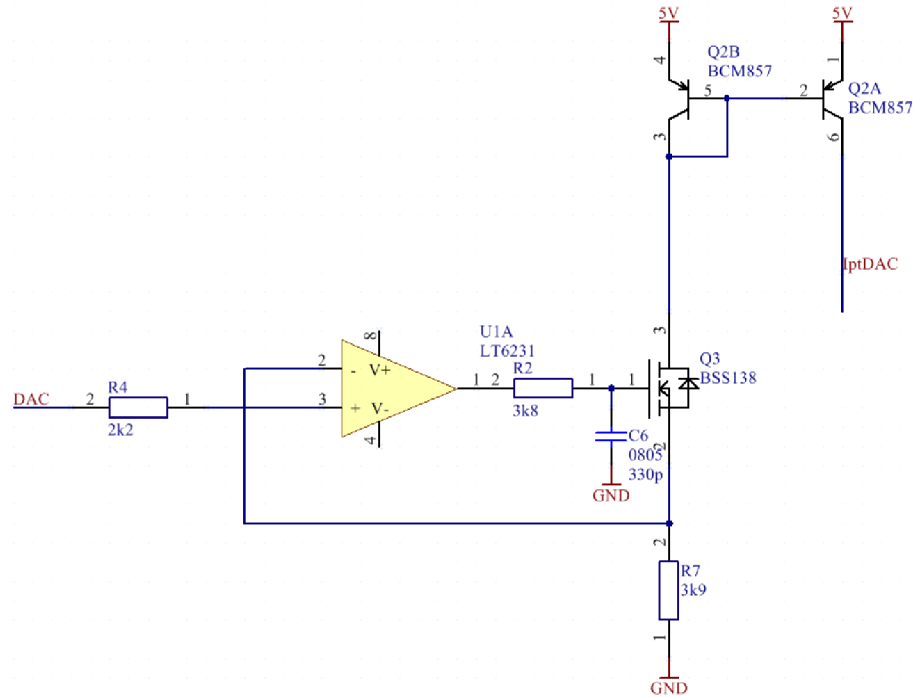 5V
5V
4
1
Q2B
BCM857
5
2
Q2A
BCM857
3
6
IptDAC
3
U1A
LT6231
8
2
- V+
R4
DAC
2
1
3
+ V-
2k2
4
1
2
R2
3k8
1
1
Q3
BSS138
C6
0805
330p
2
GND
2
R7
3k9
1
GND